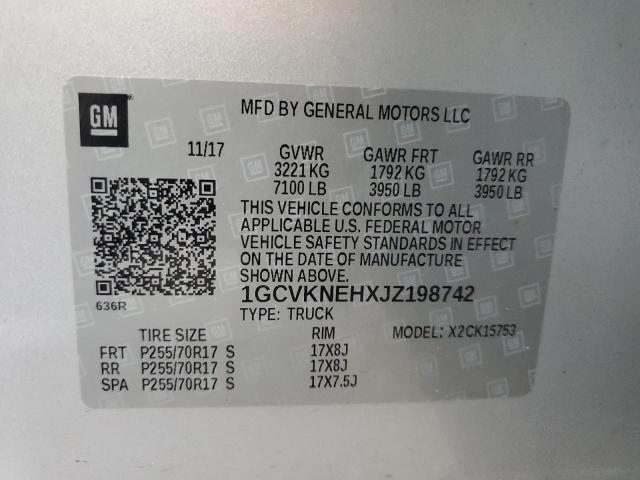 GM
MFD BY GENERAL MOTORS LLC
11/17 GVWR GAWR FRT GAWR RR
3221 KG 1792 KG 1792 KG
7100 LB 3950 LB 3950 LB
THIS VEHICLE CONFORMS TO ALL
APPLICABLE U.S. FEDERAL MOTOR
VEHICLE SAFETY STANDARDS IN EFFECT
ON THE DATE OF MANUFACTURE
SHOWN ABOVE.
1GCVKNEHXJZ198742
636R
TYPE: TRUCK
TIRE SIZE RIM MODEL: X2CK15753
FRT P255/70R17 S 17X8J
RR P255/70R17 S 17X8J
SPA P255/70R17 S 17X7.5J